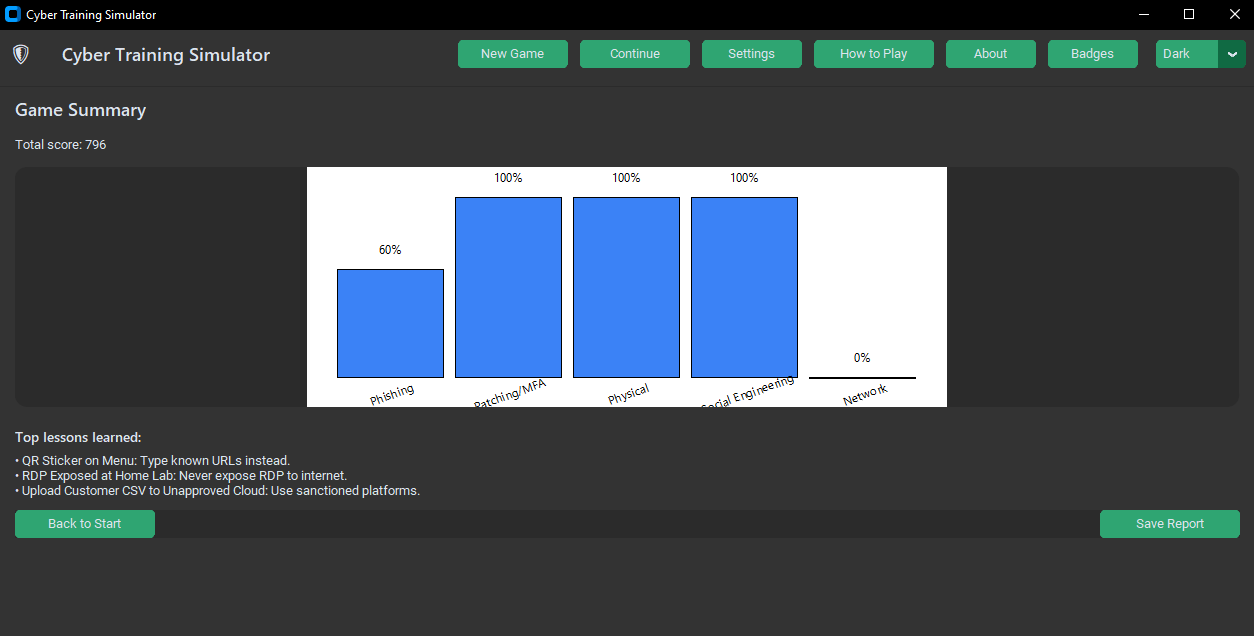 Cyber Training Simulator
Cyber Training Simulator
New Game
Continue
Settings
How to Play
About
Badges
Dark
Game Summary
Total score: 796
60%
100%
100%
100%
0%
Phishing
Patching/MFA
Physical
Social Engineering
Network
Top lessons learned:
• QR Sticker on Menu: Type known URLs instead.
• RDP Exposed at Home Lab: Never expose RDP to internet.
• Upload Customer CSV to Unapproved Cloud: Use sanctioned platforms.
Back to Start
Save Report